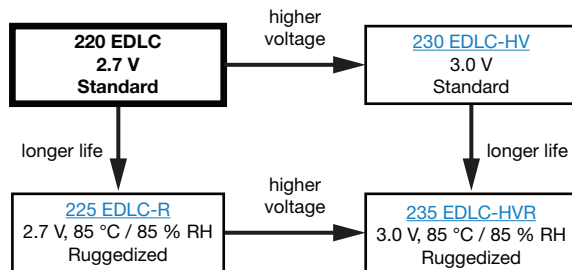 220 EDLC
2.7 V
Standard
higher
voltage
230 EDLC-HV
3.0 V
Standard
longer life
longer life
225 EDLC-R
2.7 V, 85 °C / 85 % RH
Ruggedized
higher
voltage
235 EDLC-HVR
3.0 V, 85 °C / 85 % RH
Ruggedized